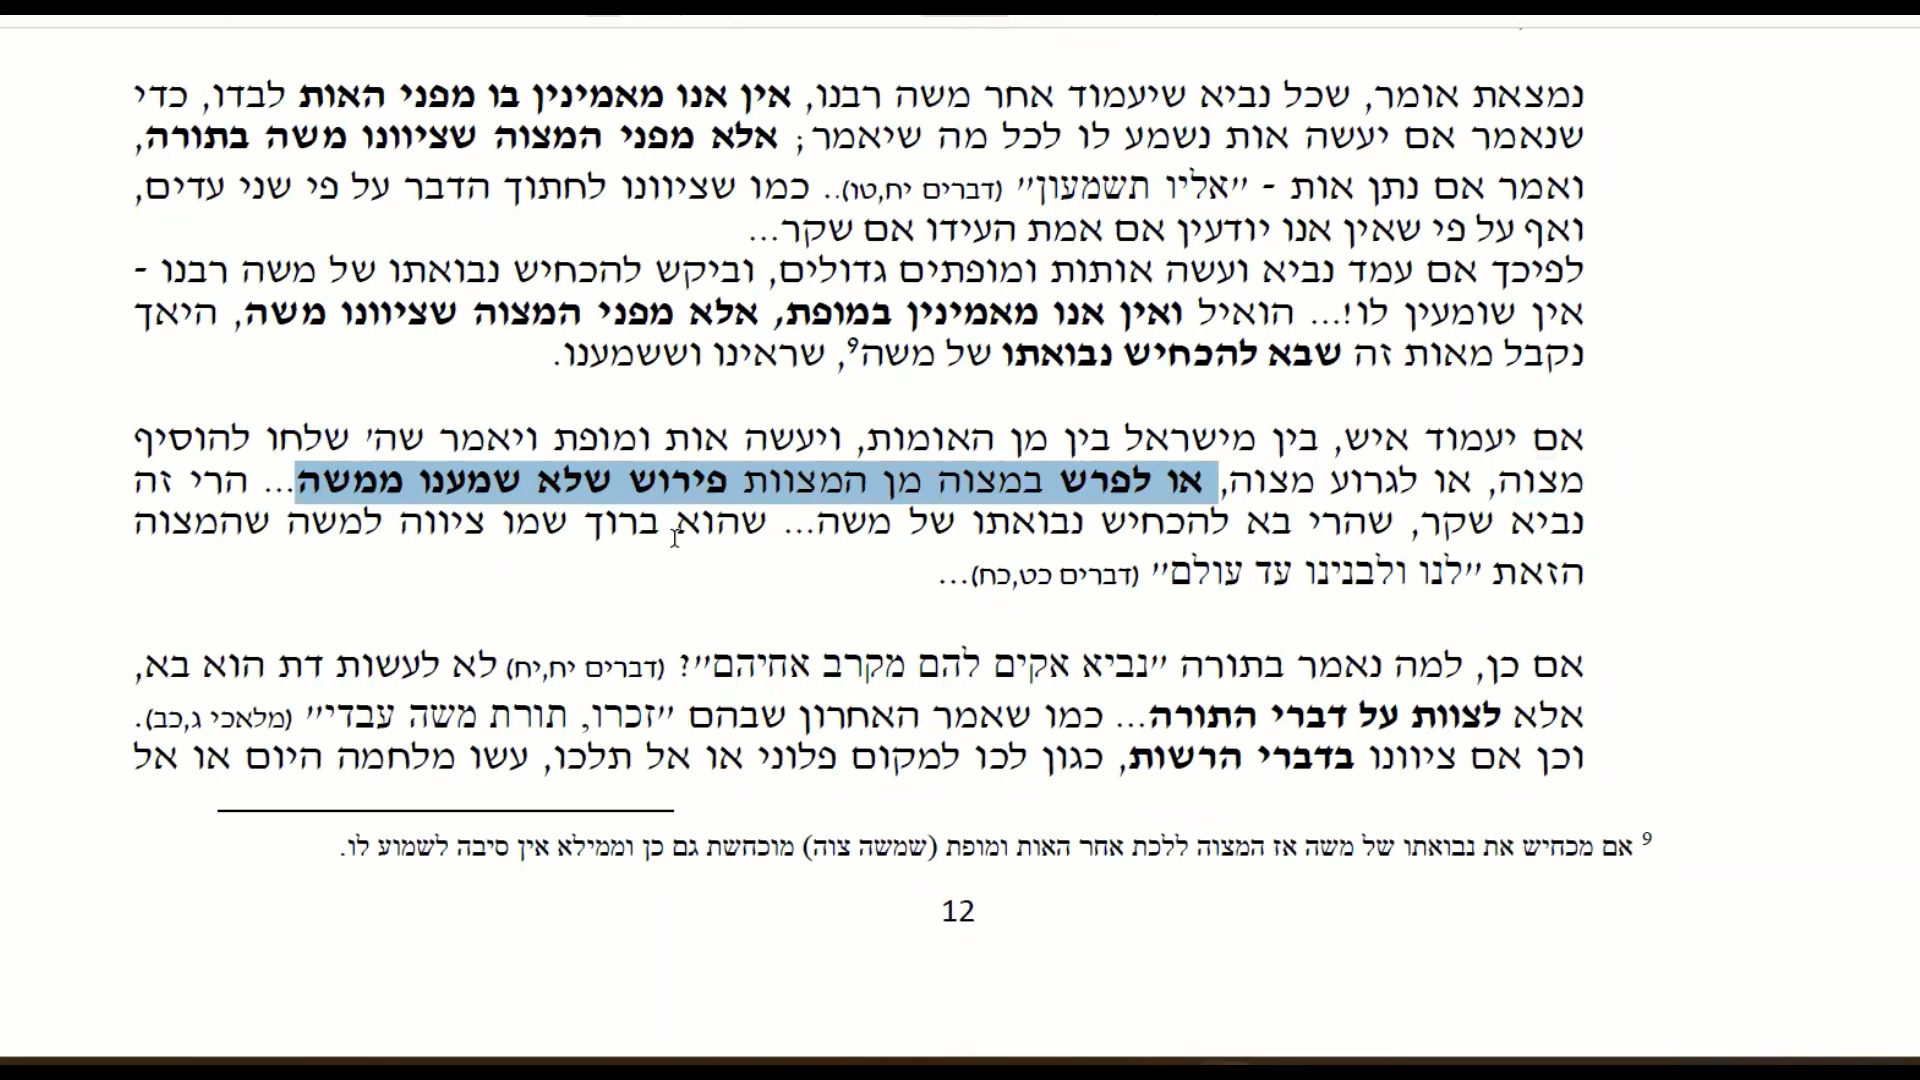 נמצאת אומר, שכל נביא שיעמוד אחר משה רבנו, אין אנו מאמינין בו מפני האות לבדו, כדי
שנאמר אם יעשה אות נשמע לו לכל מה שיאמר; אלא מפני המצוה שציוונו משה בתורה,
ואמר אם נתן אות - "אליו תשמעון" (דברים יח,טו).. כמו שציוונו לחתוך הדבר על פי שני עדים,
ואף על פי שאין אנו יודעין אם אמת העידו אם שקר...
לפיכך אם עמד נביא ועשה אותות ומופתים גדולים, וביקש להכחיש נבואתו של משה רבנו -
אין שומעין לו!... הואיל ואין אנו מאמינין במופת, אלא מפני המצוה שציוונו משה, היאך
נקבל מאות זה שבא להכחיש נבואתו של משה9, שראינו וששמענו.
אם יעמוד איש, בין מישראל בין מן האומות, ויעשה אות ומופת ויאמר שה' שלחו להוסיף
מצוה, או לגרוע מצוה, או לפרש במצוה מן המצוות פירוש שלא שמענו ממשה... הרי זה
נביא שקר, שהרי בא להכחיש נבואתו של משה... שהוא ברוך שמו ציווה למשה שהמצוה
הזאת "לנו ולבנינו עד עולם" (דברים כט,כח)...
אם כן, למה נאמר בתורה "נביא אקים להם מקרב אחיהם"? (דברים יח,יח) לא לעשות דת הוא בא,
אלא לצוות על דברי התורה... כמו שאמר האחרון שבהם "זכרו, תורת משה עבדי" (מלאכי ג,כב).
וכן אם ציוונו בדברי הרשות, כגון לכו למקום פלוני או אל תלכו, עשו מלחמה היום או אל
9 אם מכחיש את נבואתו של משה אז המצוה ללכת אחר האות ומופת (שמשה צוה) מוכחשת גם כן וממילא אין סיבה לשמוע לו.
12